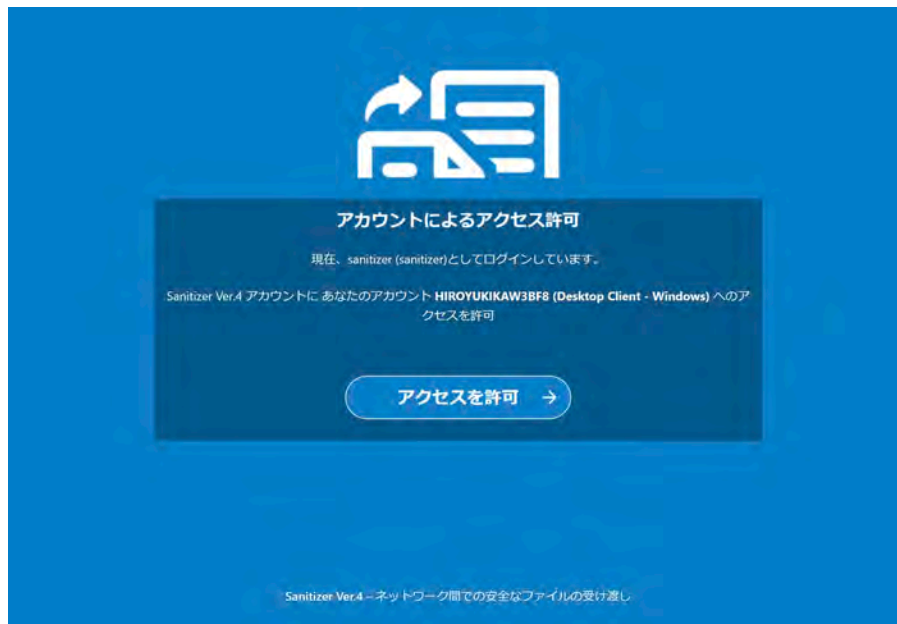 アカウントによるアクセス許可
現在、sanitizer (sanitizer)としてログインしています。
Sanitizer Ver.4 アカウントに あなたのアカウント HIROYUKIKAW3BF8 (Desktop Client - Windows) へのア
クセスを許可
アクセスを許可 →
Sanitizer Ver.4 – ネットワーク間での安全なファイルの受け渡し